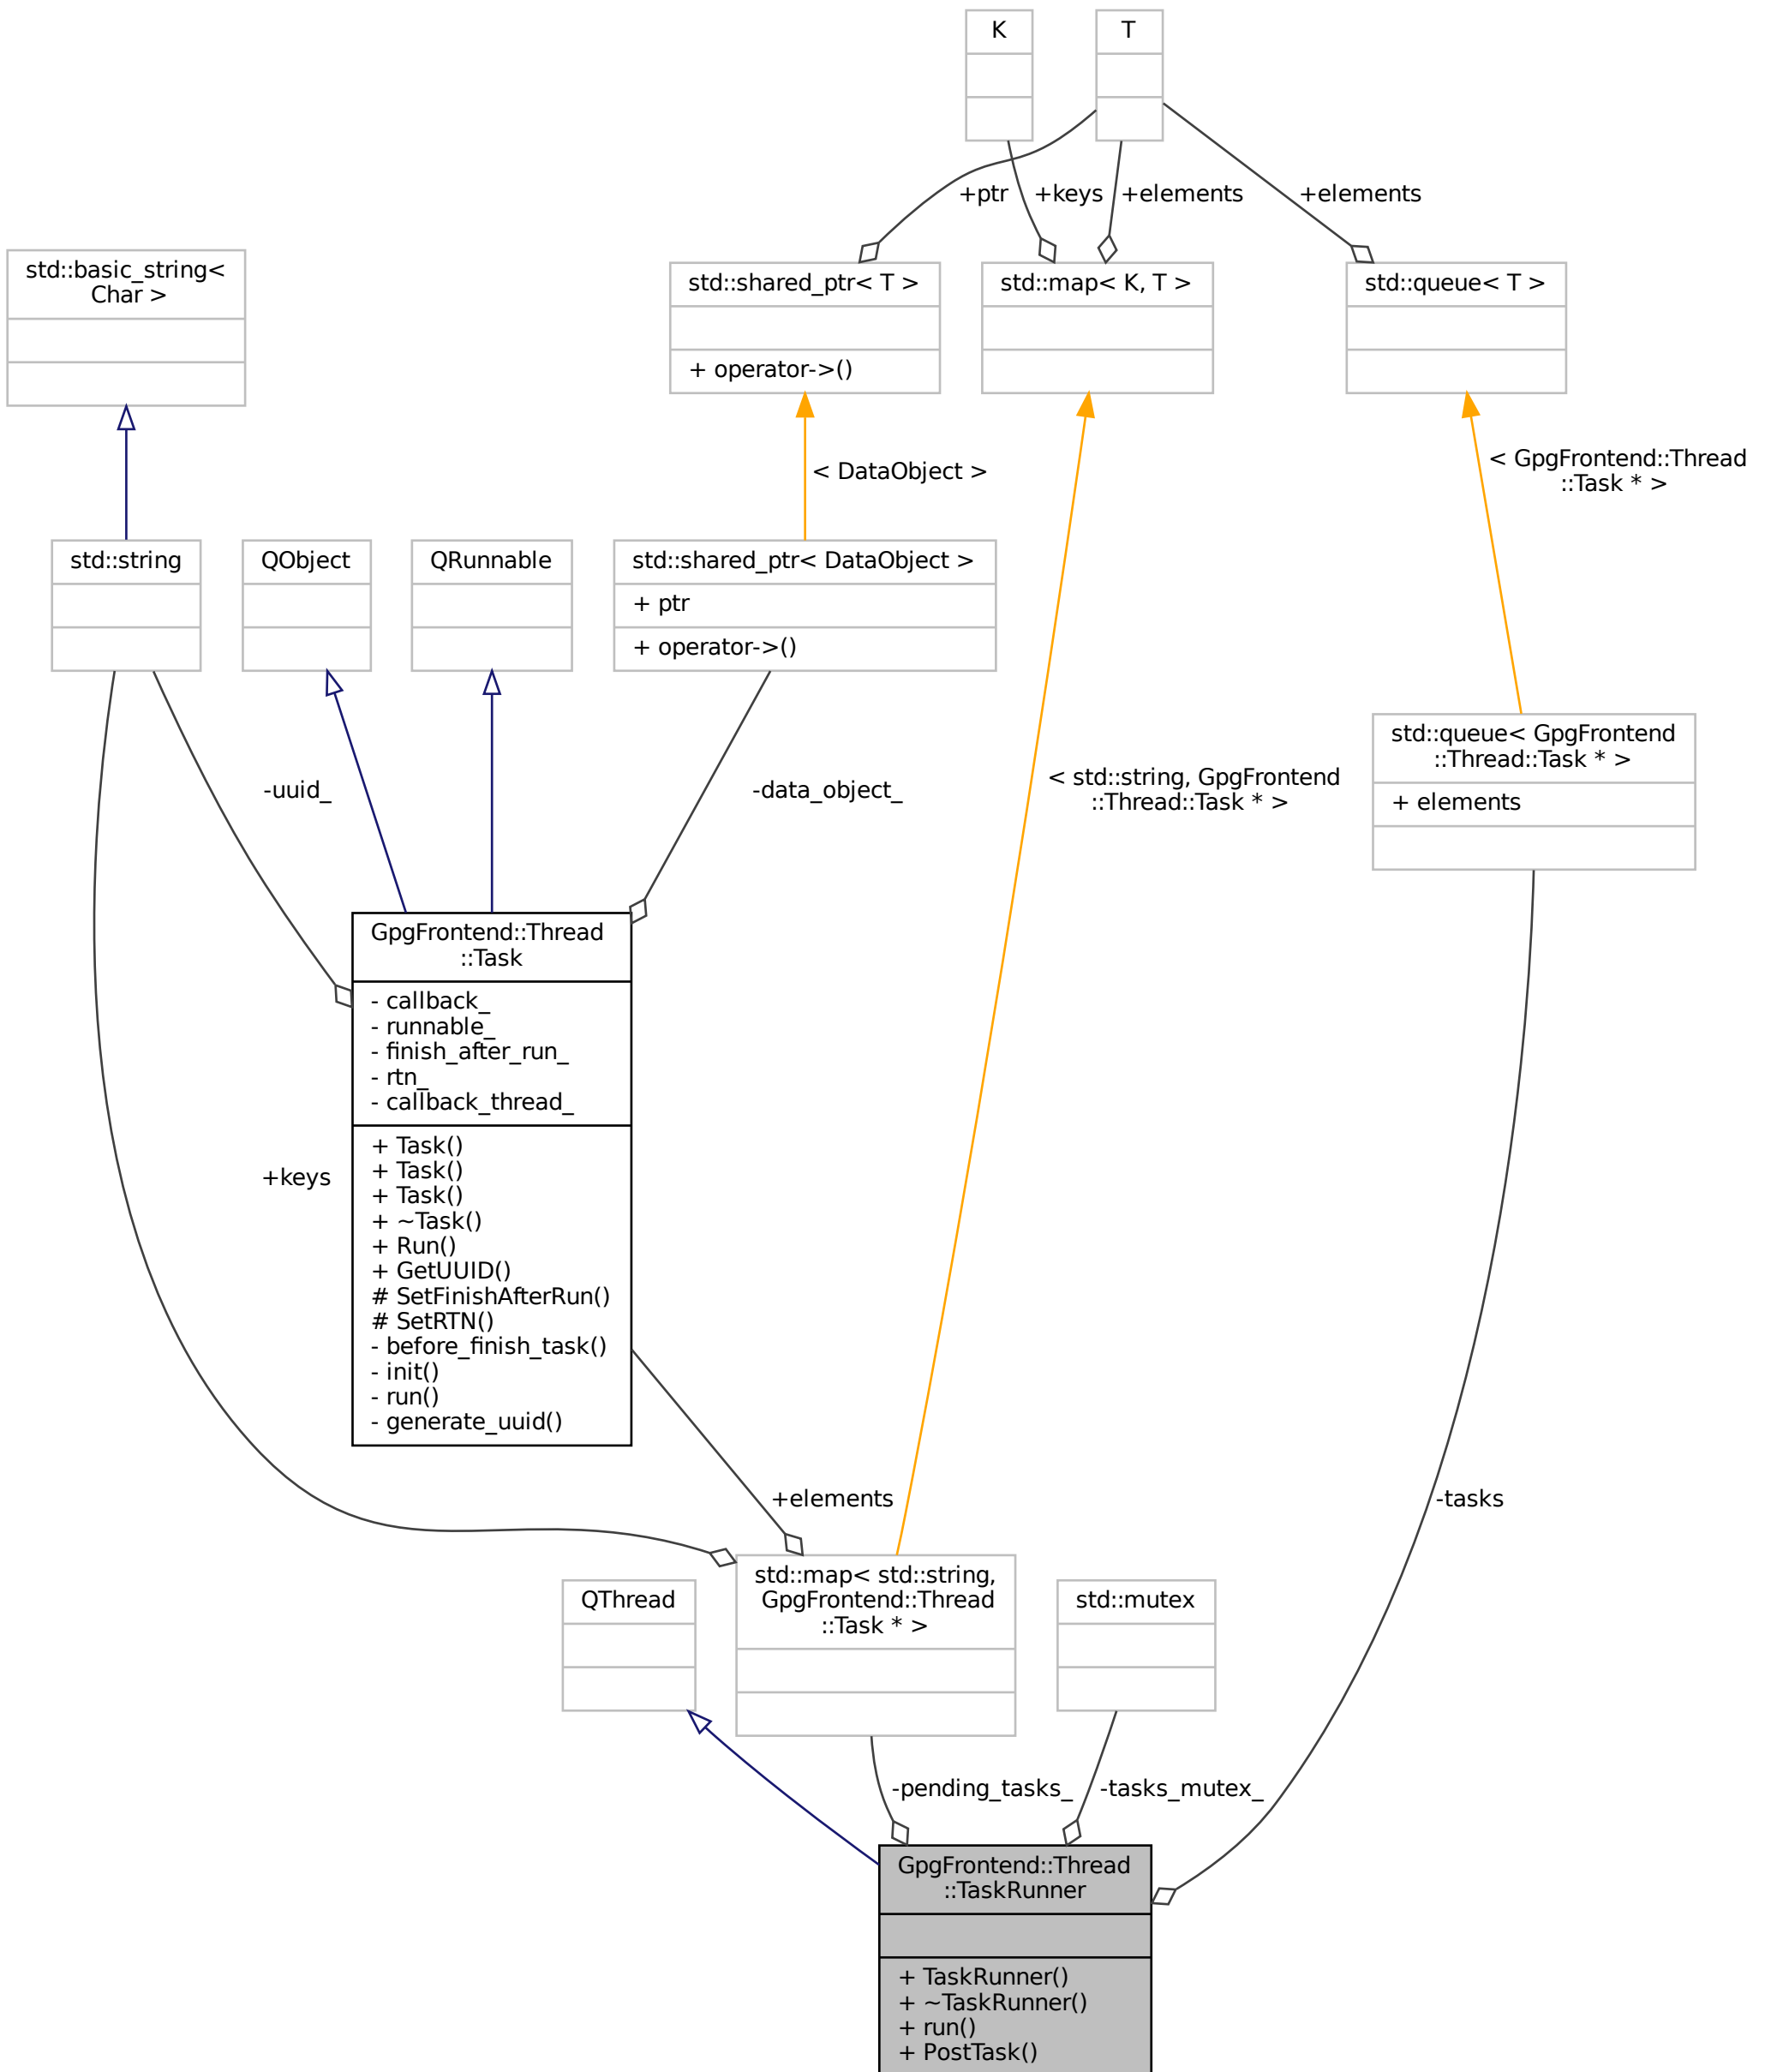 K
T
+ptr
+keys
+elements
+elements
std::basic_string<
Char >
std::shared_ptr< T >
+ operator->()
std::map< K, T >
std::queue< T >
< DataObject >
< GpgFrontend::Thread
::Task * >
std::string
QObject
QRunnable
std::shared_ptr< DataObject >
+ ptr
+ operator->()
std::queue< GpgFrontend
::Thread::Task * >
+ elements
-uuid_
-data_object_
< std::string, GpgFrontend
::Thread::Task * >
GpgFrontend::Thread
::Task
- callback_
- runnable_
- finish_after_run_
- rtn_
- callback_thread_
+ Task()
+ Task()
+ Task()
+ ~Task()
+ Run()
+ GetUUID()
# SetFinishAfterRun()
# SetRTN()
- before_finish_task()
- init()
- run()
- generate_uuid()
+keys
+elements
-tasks
QThread
std::map< std::string,
GpgFrontend::Thread
::Task * >
std::mutex
-pending_tasks_
-tasks_mutex_
GpgFrontend::Thread
::TaskRunner
+ TaskRunner()
+ ~TaskRunner()
+ run()
+ PostTask()